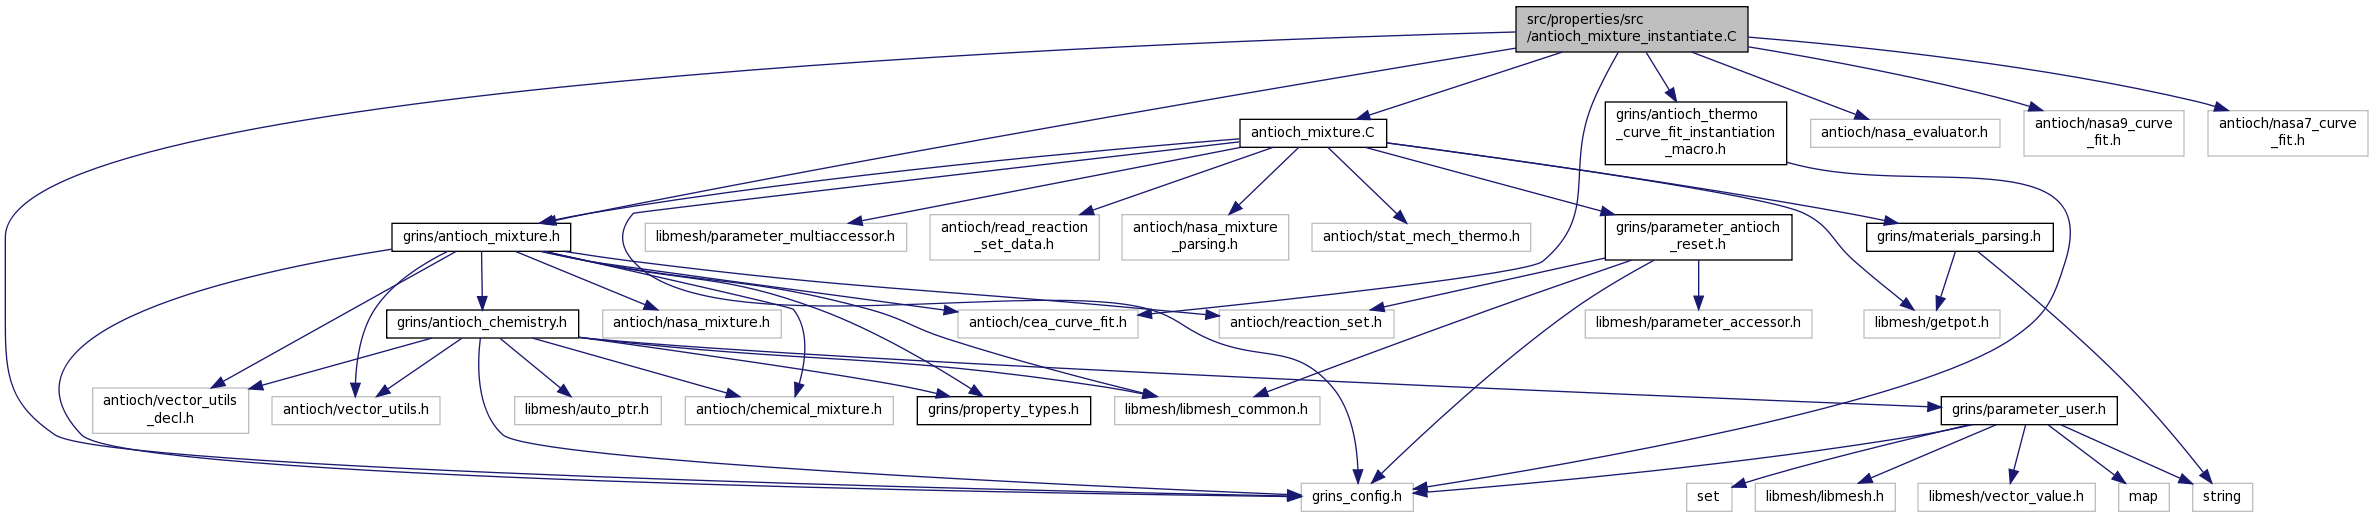 src/properties/src
/antioch_mixture_instantiate.C
grins/antioch_thermo
_curve_fit_instantiation
_macro.h
antioch_mixture.C
antioch/nasa_evaluator.h
antioch/nasa9_curve
_fit.h
antioch/nasa7_curve
_fit.h
grins/antioch_mixture.h
libmesh/parameter_multiaccessor.h
antioch/read_reaction
_set_data.h
antioch/nasa_mixture
_parsing.h
antioch/stat_mech_thermo.h
grins/parameter_antioch
_reset.h
grins/materials_parsing.h
grins/antioch_chemistry.h
antioch/nasa_mixture.h
antioch/cea_curve_fit.h
antioch/reaction_set.h
libmesh/parameter_accessor.h
libmesh/getpot.h
antioch/vector_utils
_decl.h
antioch/vector_utils.h
libmesh/auto_ptr.h
antioch/chemical_mixture.h
grins/property_types.h
libmesh/libmesh_common.h
grins/parameter_user.h
grins_config.h
set
libmesh/libmesh.h
libmesh/vector_value.h
map
string